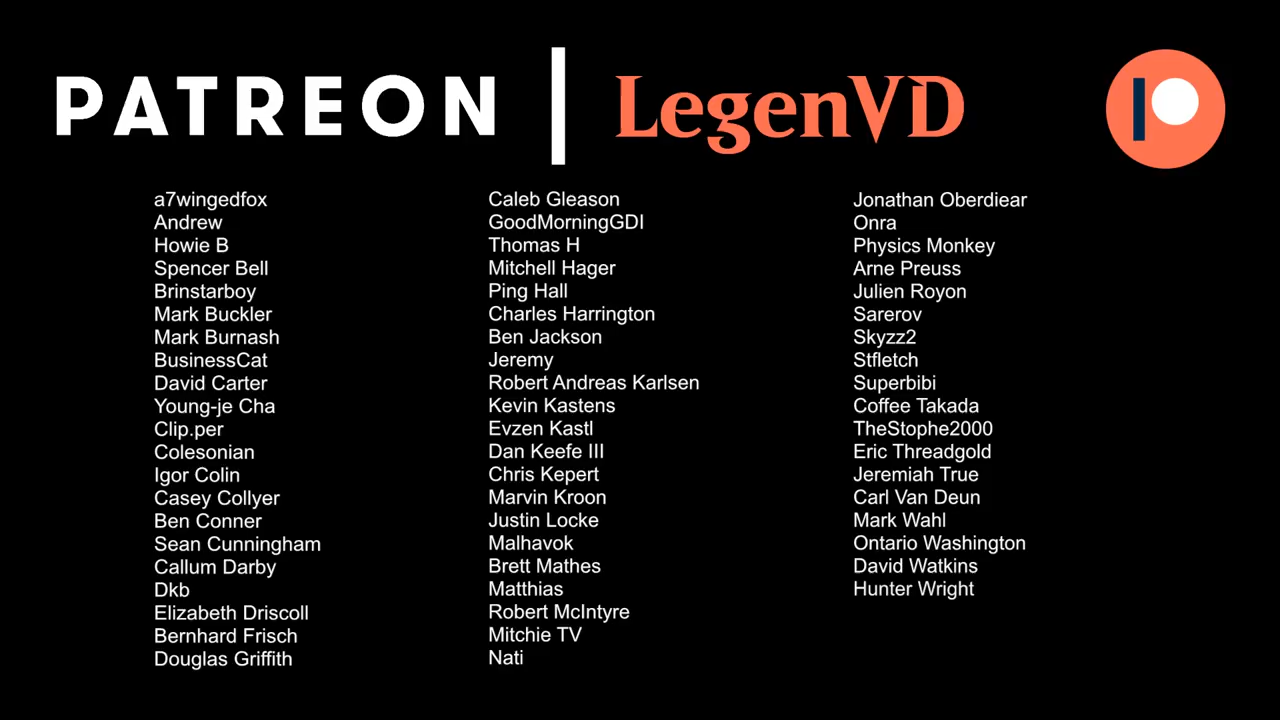 PATREON | LegenVD
a7wingedfox
Andrew
Howie B
Spencer Bell
Brinstarboy
Mark Buckler
Mark Burnash
BusinessCat
David Carter
Young-je Cha
Clip.per
Colesonian
Igor Colin
Casey Collyer
Ben Conner
Sean Cunningham
Callum Darby
Dkb
Elizabeth Driscoll
Bernhard Frisch
Douglas Griffith
Caleb Gleason
GoodMorningGDI
Thomas H
Mitchell Hager
Ping Hall
Charles Harrington
Ben Jackson
Jeremy
Robert Andreas Karlsen
Kevin Kastens
Evzen Kastl
Dan Keefe III
Chris Kepert
Marvin Kroon
Justin Locke
Malhavok
Brett Mathes
Matthias
Robert McIntyre
Mitchie TV
Nati
Jonathan Oberdiear
Onra
Physics Monkey
Arne Preuss
Julien Royon
Sarerov
Skyzz2
Stfletch
Superbibi
Coffee Takada
TheStophe2000
Eric Threadgold
Jeremiah True
Carl Van Deun
Mark Wahl
Ontario Washington
David Watkins
Hunter Wright